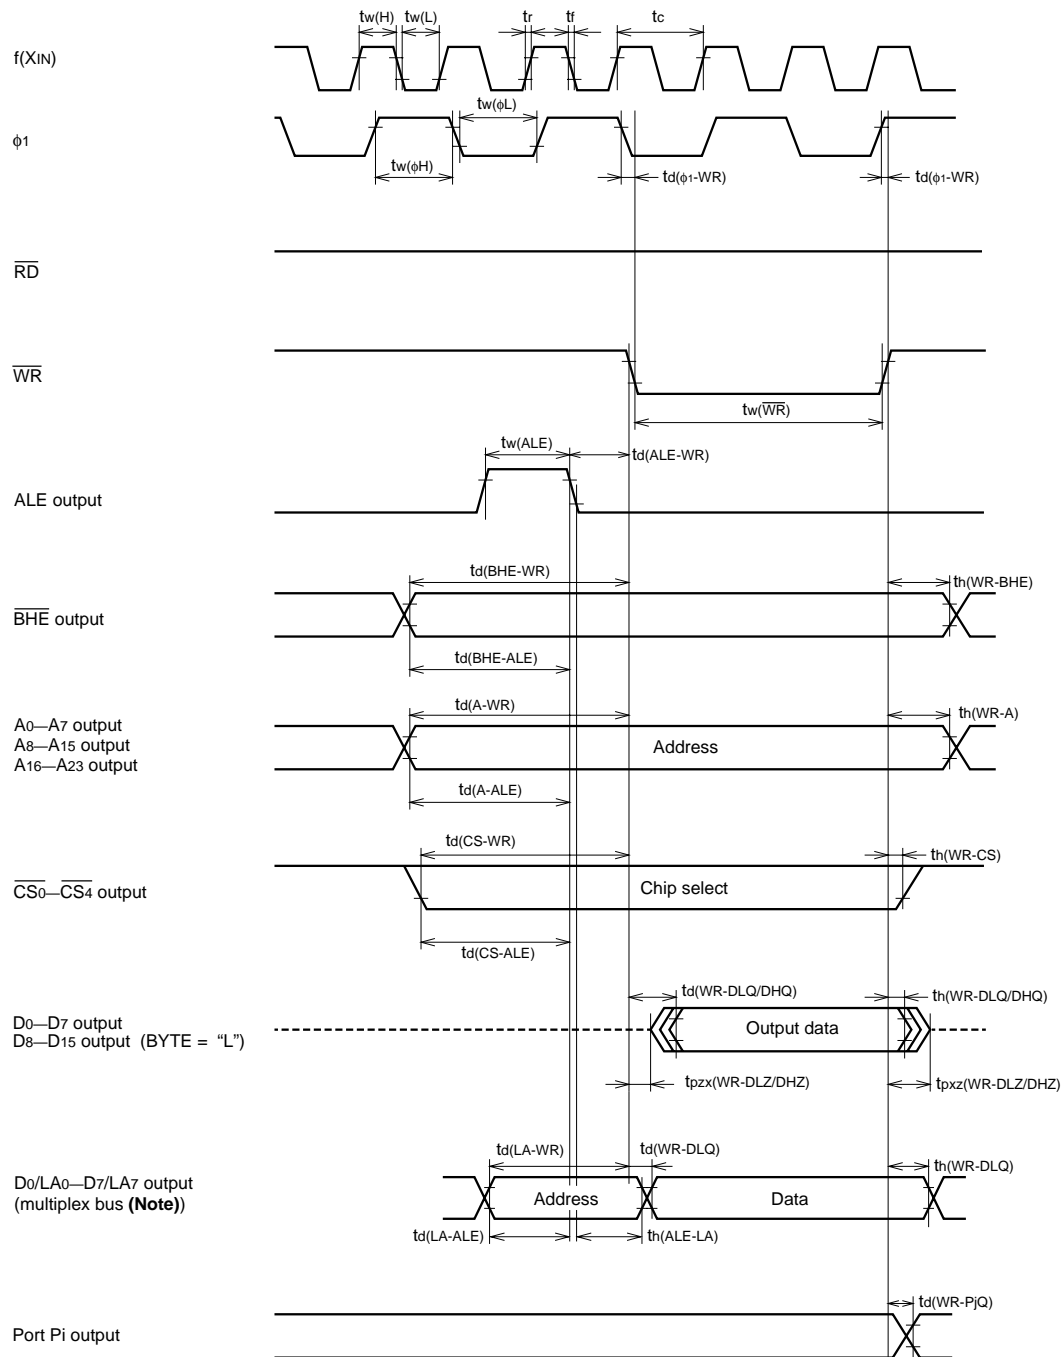 tw(H) tw(L) tr tf tc
f(XIN)
tw(ϕL)
ϕ1
tw(ϕH) td(ϕ1-WR) td(ϕ1-WR)
RD
WR
tw(WR)
tw(ALE) td(ALE-WR)
ALE output
td(BHE-WR) th(WR-BHE)
BHE output
td(BHE-ALE)
td(A-WR) th(WR-A)
A0—A7 output
A8—A15 output Address
A16—A23 output
td(A-ALE)
td(CS-WR) th(WR-CS)
CS0—CS4 output Chip select
td(CS-ALE)
td(WR-DLQ/DHQ) th(WR-DLQ/DHQ)
D0—D7 output Output data
D8—D15 output (BYTE = “L”)
tpzx(WR-DLZ/DHZ) tpxz(WR-DLZ/DHZ)
td(LA-WR) td(WR-DLQ) th(WR-DLQ)
D0/LA0—D7/LA7 output
(multiplex bus (Note)) Address Data
td(LA-ALE) th(ALE-LA)
td(WR-PjQ)
Port Pi output